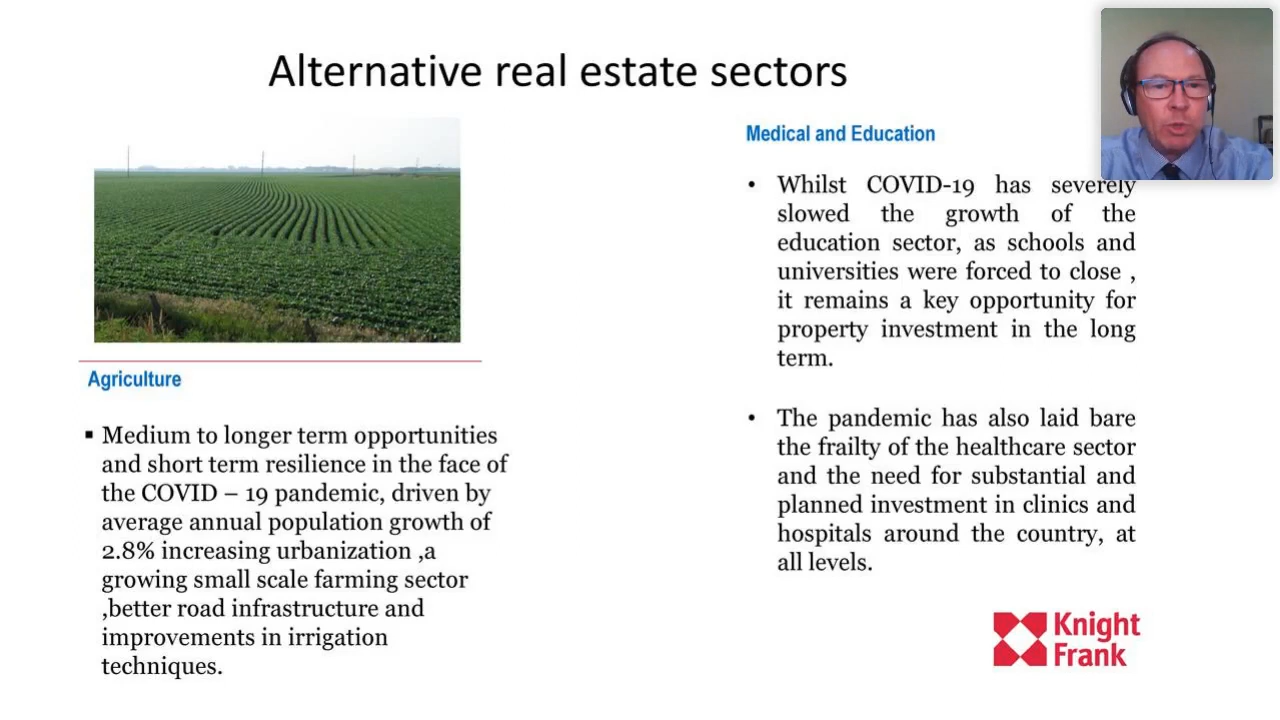 Alternative real estate sectors
Agriculture
▪ Medium to longer term opportunities
and short term resilience in the face of
the COVID – 19 pandemic, driven by
average annual population growth of
2.8% increasing urbanization ,a
growing small scale farming sector
,better road infrastructure and
improvements in irrigation
techniques.
Medical and Education
• Whilst COVID-19 has severely
slowed the growth of the
education sector, as schools and
universities were forced to close ,
it remains a key opportunity for
property investment in the long
term.
• The pandemic has also laid bare
the frailty of the healthcare sector
and the need for substantial and
planned investment in clinics and
hospitals around the country, at
all levels.
Knight
Frank